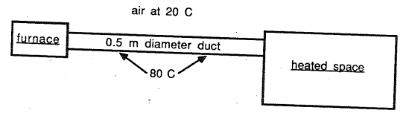 air at 20 C
furnace
0.5 m diameter duct
80 C
heated space